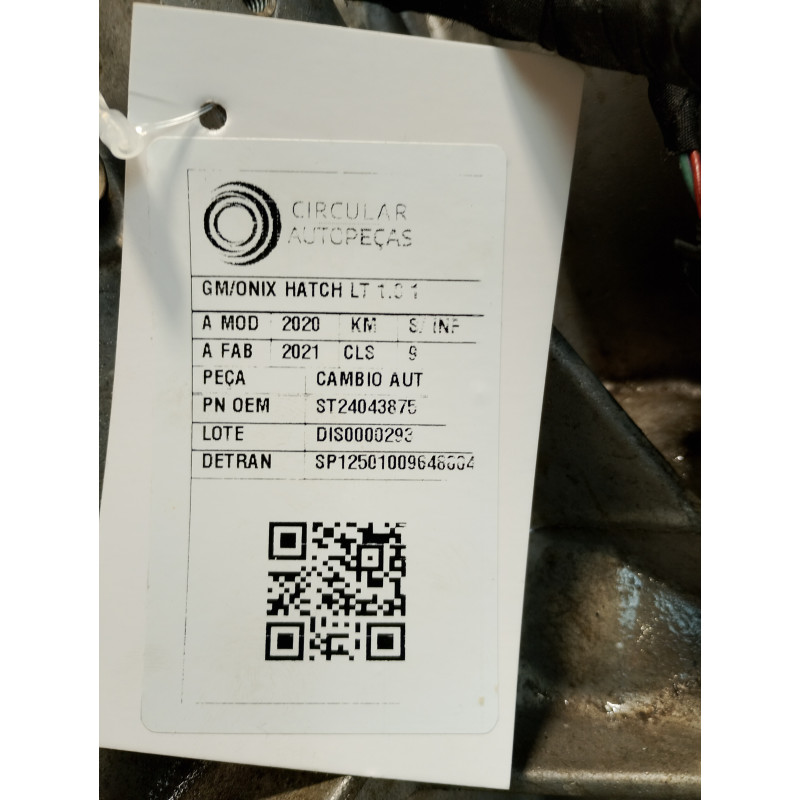 CIRCULAR
AUTOPEÇAS
GM/ONIX HATCH LT 1.0 1
A MOD 2020 KM S/ INF
A FAB 2021 CLS 9
PEÇA CAMBIO AUT
PN OEM ST24043875
LOTE DIS0000293
DETRAN